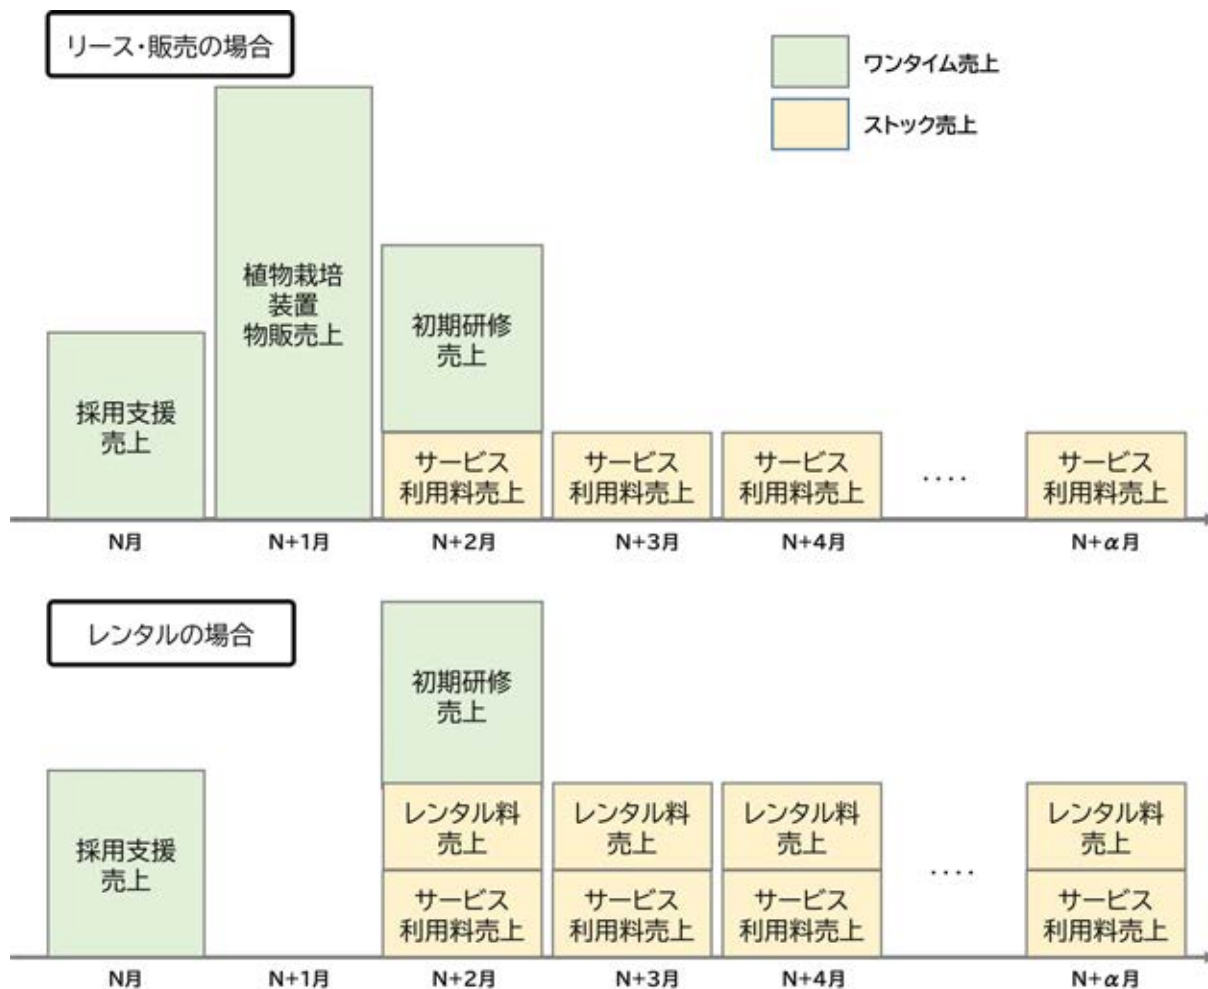 リース・販売の場合
ワンタイム売上
ストック売上
採用支援
売上
植物栽培
装置
物販売上
初期研修
売上
サービス
利用料売上
サービス
利用料売上
サービス
利用料売上
‥‥
サービス
利用料売上
N月
N+1月
N+2月
N+3月
N+4月
N+α月
レンタルの場合
採用支援
売上
初期研修
売上
レンタル料
売上
サービス
利用料売上
レンタル料
売上
サービス
利用料売上
レンタル料
売上
サービス
利用料売上
‥‥
レンタル料
売上
サービス
利用料売上
N月
N+1月
N+2月
N+3月
N+4月
N+α月